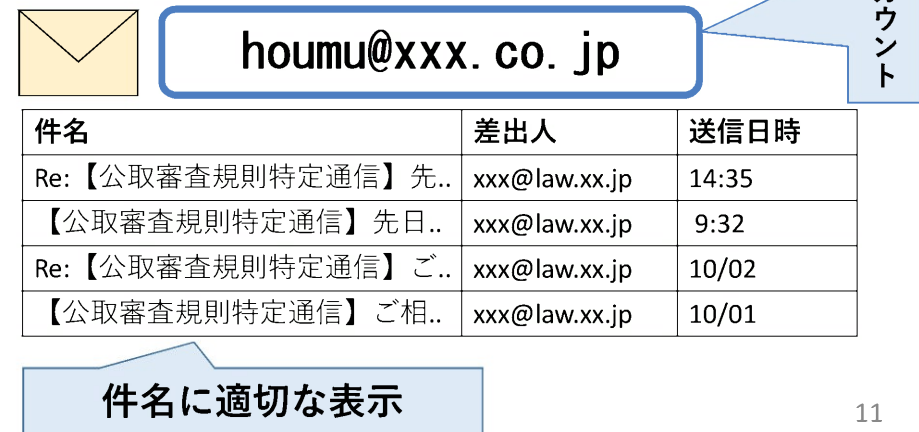 houmu@xxx.co.jp
ウント
件名 差出人 送信日時
Re:【公取審査規則特定通信】先.. xxx@law.xx.jp 14:35
【公取審査規則特定通信】先日.. xxx@law.xx.jp 9:32
Re:【公取審査規則特定通信】ご.. xxx@law.xx.jp 10/02
【公取審査規則特定通信】ご相.. xxx@law.xx.jp 10/01
件名に適切な表示
11